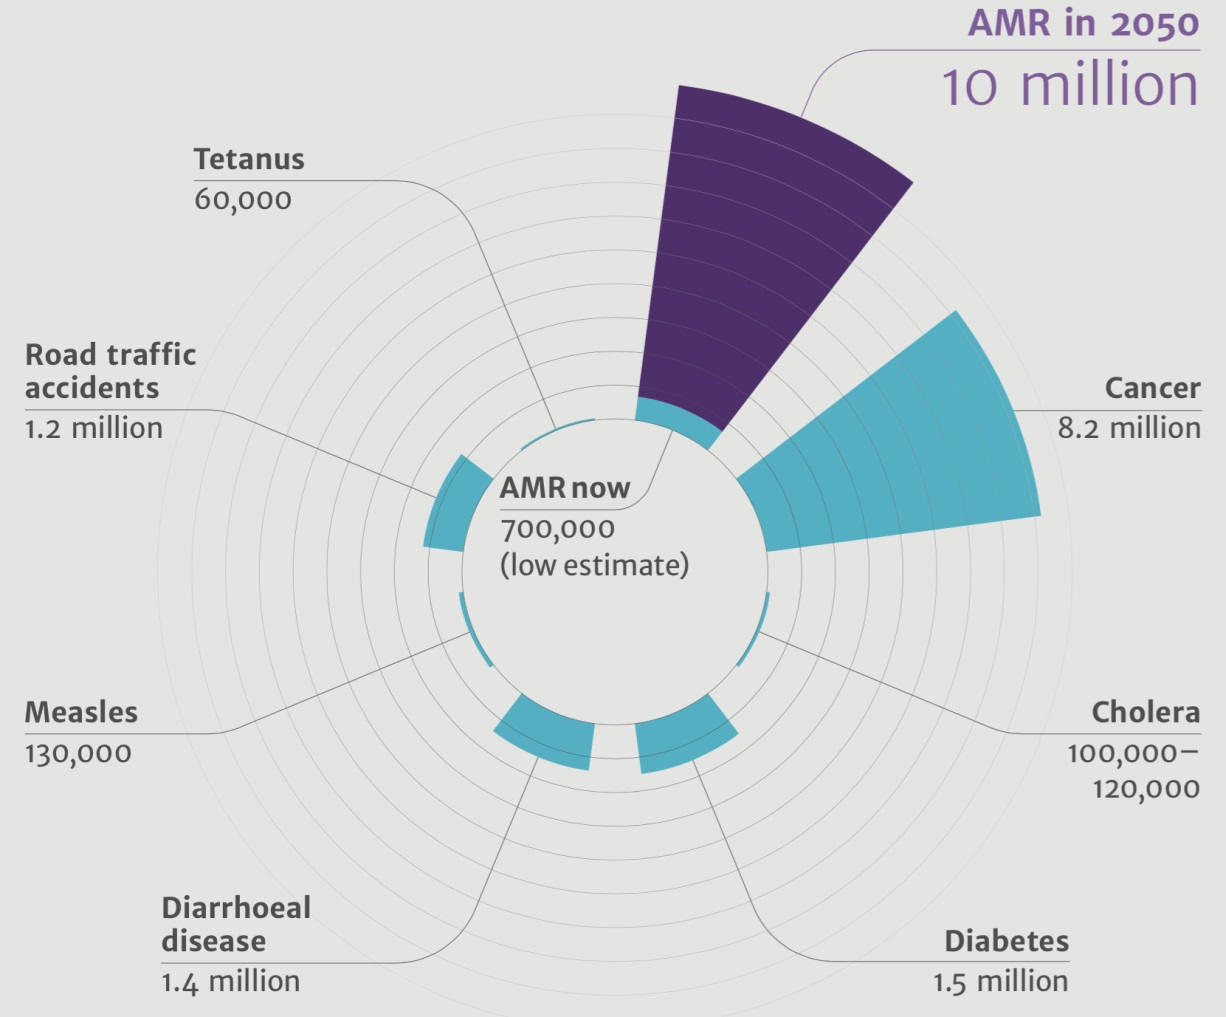 AMR in 2050
10 million
Tetanus
60,000
Road traffic
accidents
1.2 million
Cancer
8.2 million
AMR now
700,000
(low estimate)
Measles
130,000
Cholera
100,000–
120,000
Diarrhoeal
disease
1.4 million
Diabetes
1.5 million